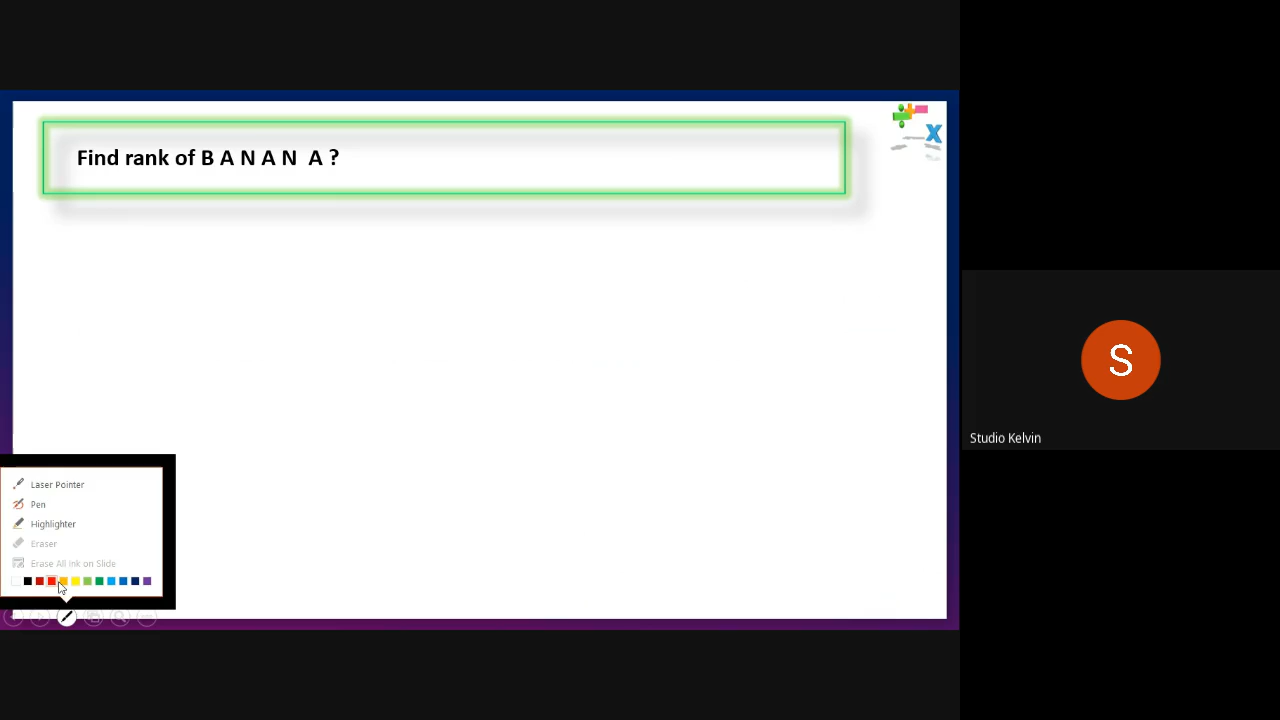 Find rank of B A N A N A ?
Laser Pointer
Pen
Highlighter
Eraser
Erase All Ink on Slide
S
Studio Kelvin